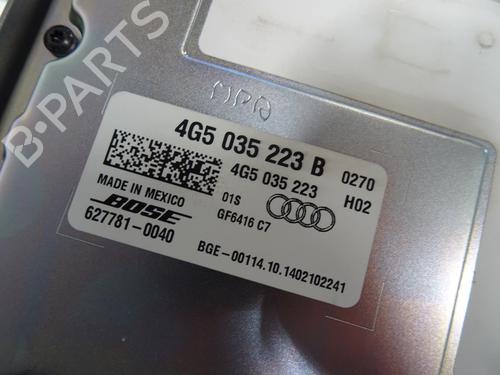 B-PARTS
4G5 035 223 B 0270
4G5 035 223 H02
01S
MADE IN MEXICO GF6416 C7
BOSE
627781-0040
BGE-00114.10.1402102241